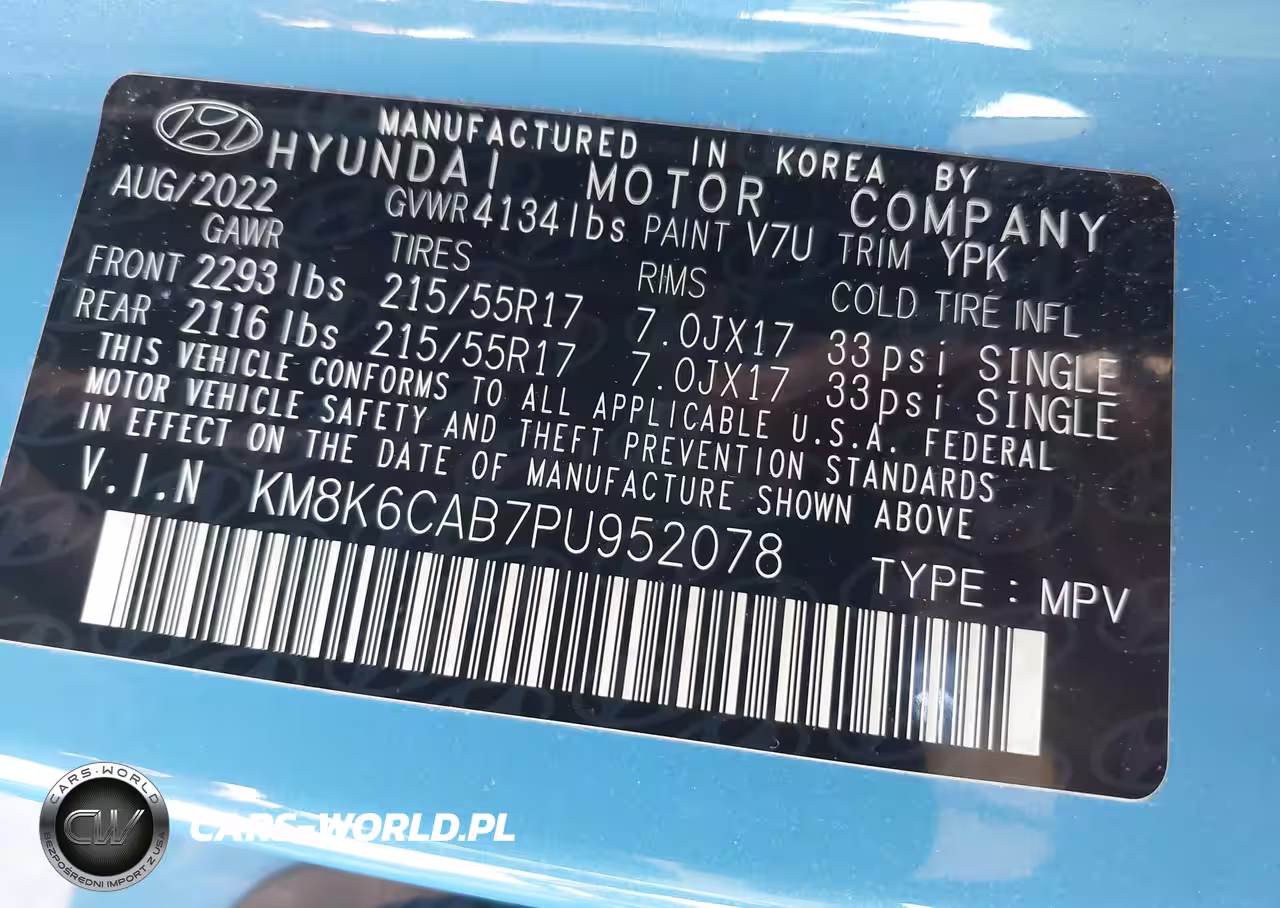 MANUFACTURED IN KOREA BY
HYUNDAI MOTOR COMPANY
AUG/2022 GVWR 4134 lbs PAINT V7U TRIM YPK
GAWR TIRES RIMS COLD TIRE INFL
FRONT 2293 lbs 215/55R17 7.0JX17 33psi SINGLE
REAR 2116 lbs 215/55R17 7.0JX17 33psi SINGLE
THIS VEHICLE CONFORMS TO ALL APPLICABLE U.S.A. FEDERAL
MOTOR VEHICLE SAFETY AND THEFT PREVENTION STANDARDS
IN EFFECT ON THE DATE OF MANUFACTURE SHOWN ABOVE
V.I.N KM8K6CAB7PU952078 TYPE : MPV
CARS-WORLD
CW
BEZPOŚREDNI IMPORT Z USA
CARS-WORLD.PL